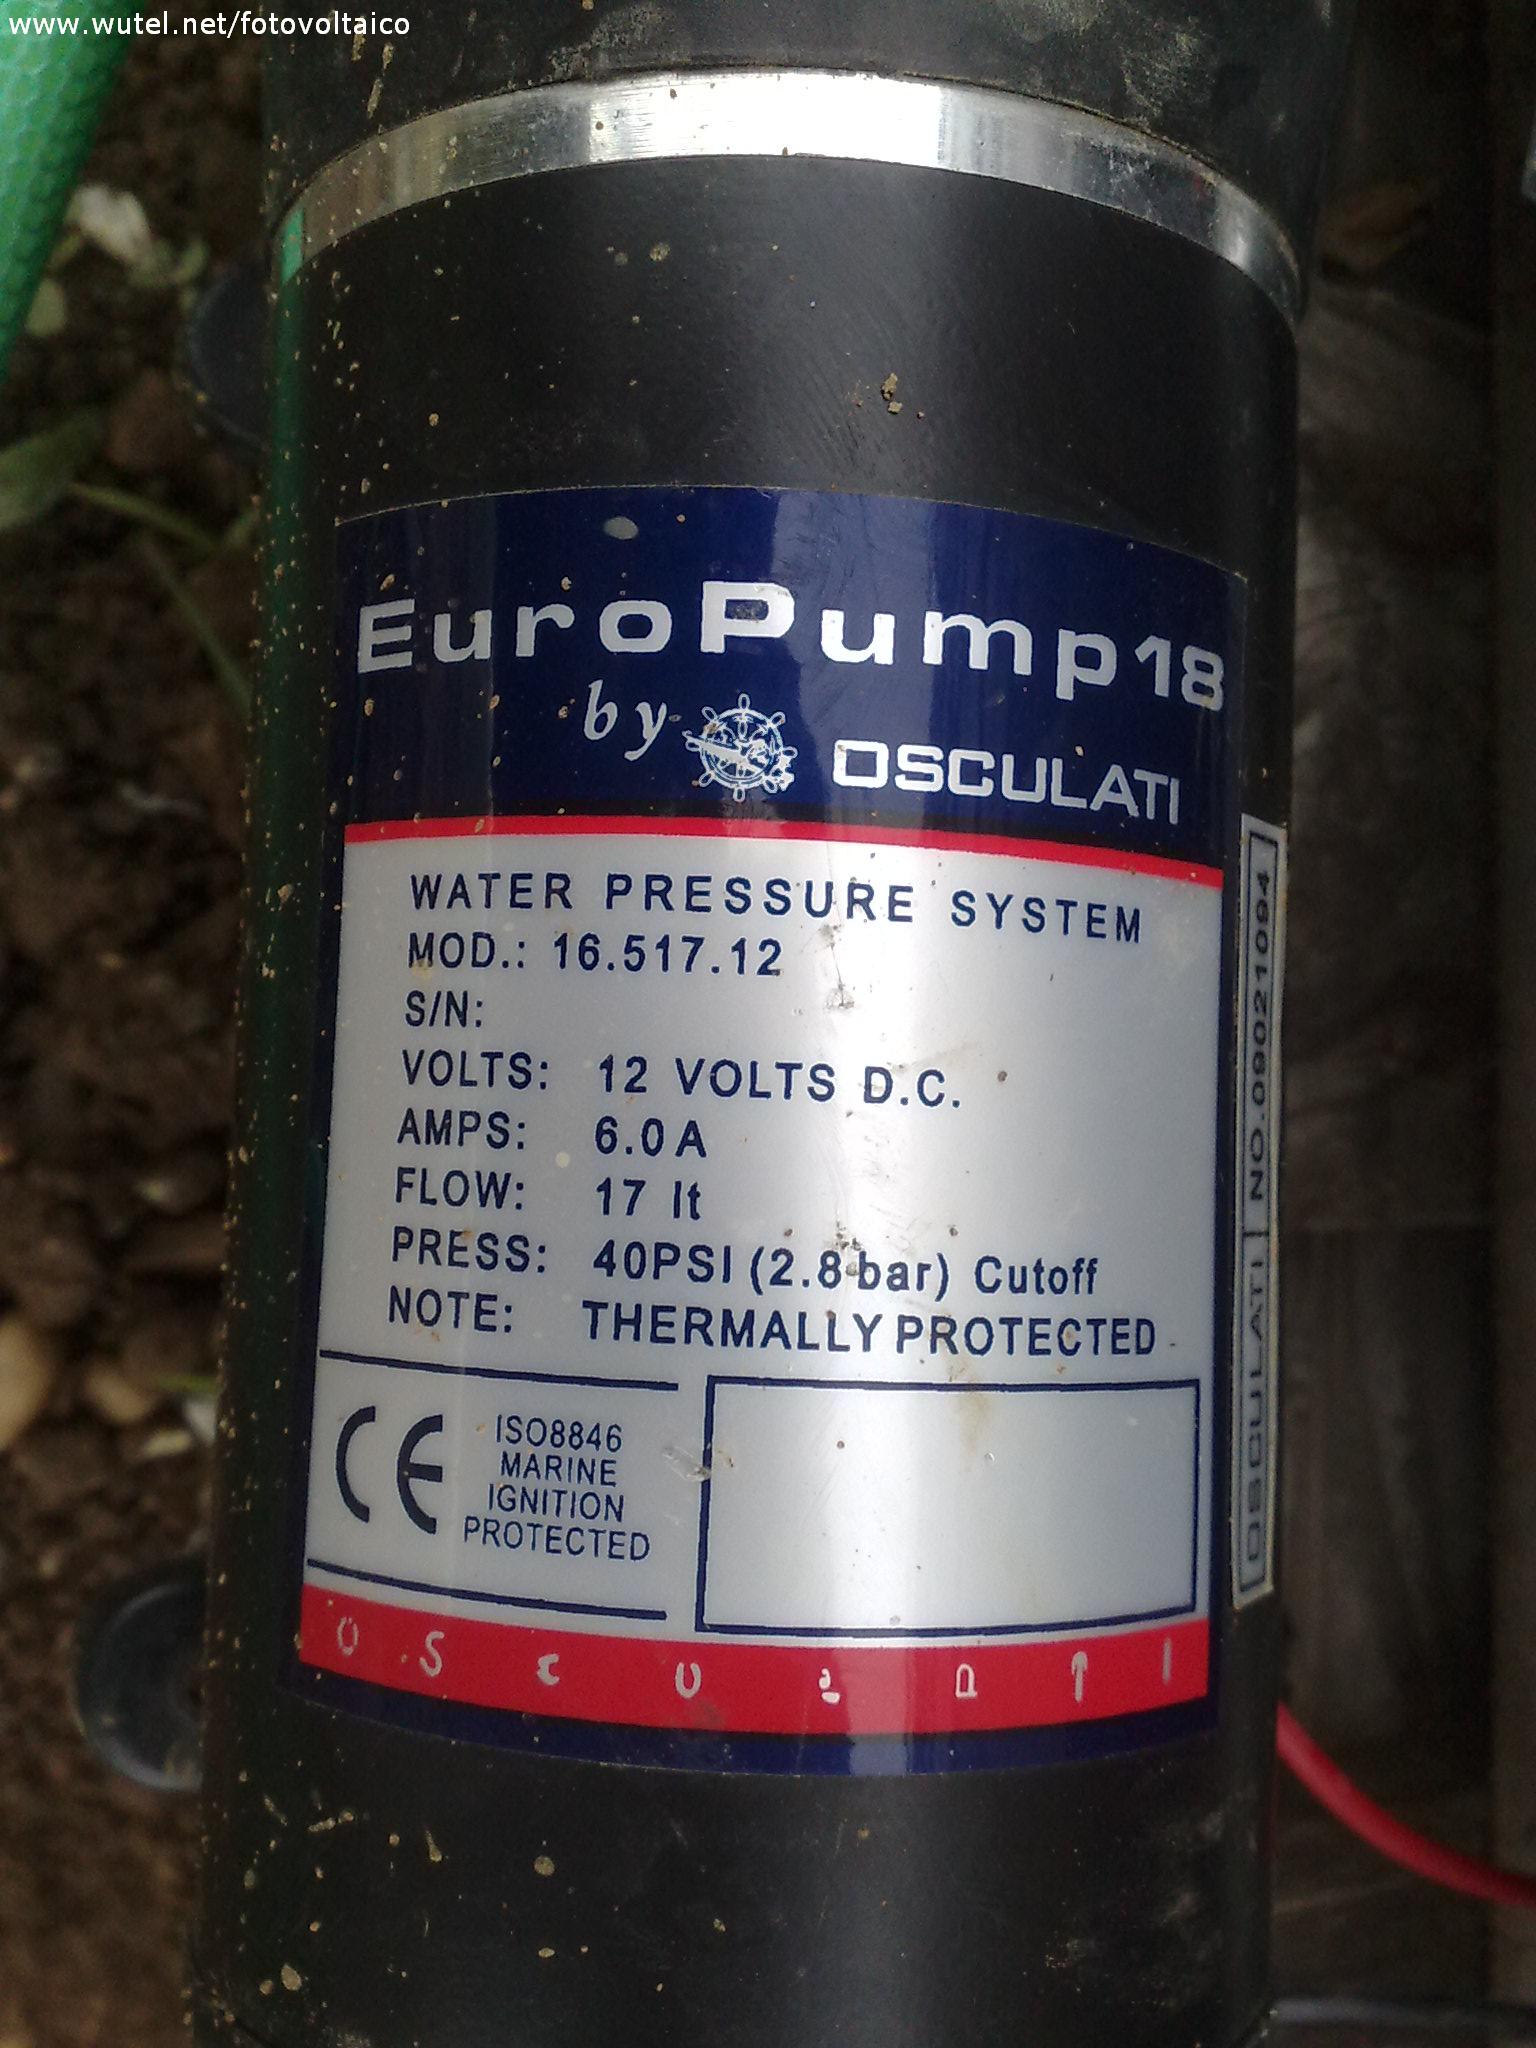 www.wutel.net/fotovoltaico
EuroPump18
by OSCULATI
WATER PRESSURE SYSTEM
MOD.: 16.517.12
S/N:
VOLTS: 12 VOLTS D.C.
AMPS: 6.0 A
FLOW: 17 lt
PRESS: 40PSI (2.8 bar) Cutoff
NOTE: THERMALLY PROTECTED
CE
ISO8846
MARINE
IGNITION
PROTECTED
OSCULATI
OSCULATI NO.09021094